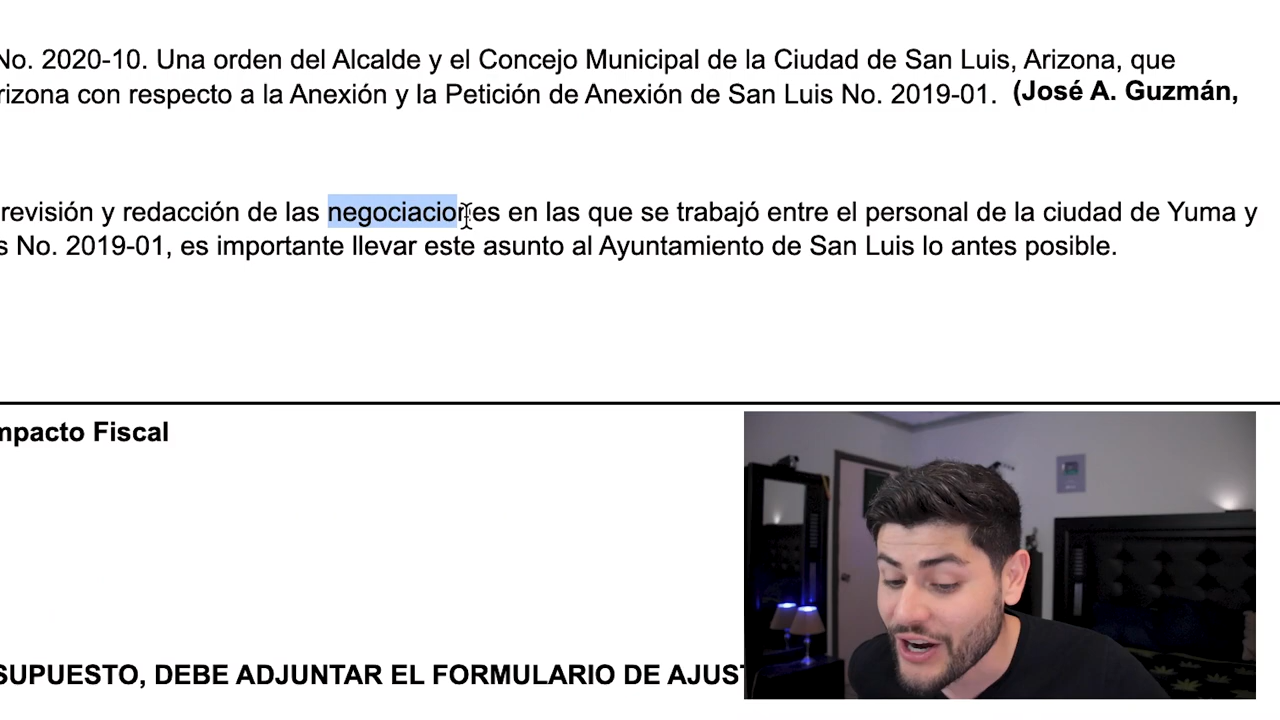 No. 2020-10. Una orden del Alcalde y el Concejo Municipal de la Ciudad de San Luis, Arizona, que
rizona con respecto a la Anexión y la Petición de Anexión de San Luis No. 2019-01. (José A. Guzmán,
revisión y redacción de las negociaciones en las que se trabajó entre el personal de la ciudad de Yuma y
s No. 2019-01, es importante llevar este asunto al Ayuntamiento de San Luis lo antes posible.
mpacto Fiscal
SUPUESTO, DEBE ADJUNTAR EL FORMULARIO DE AJUST